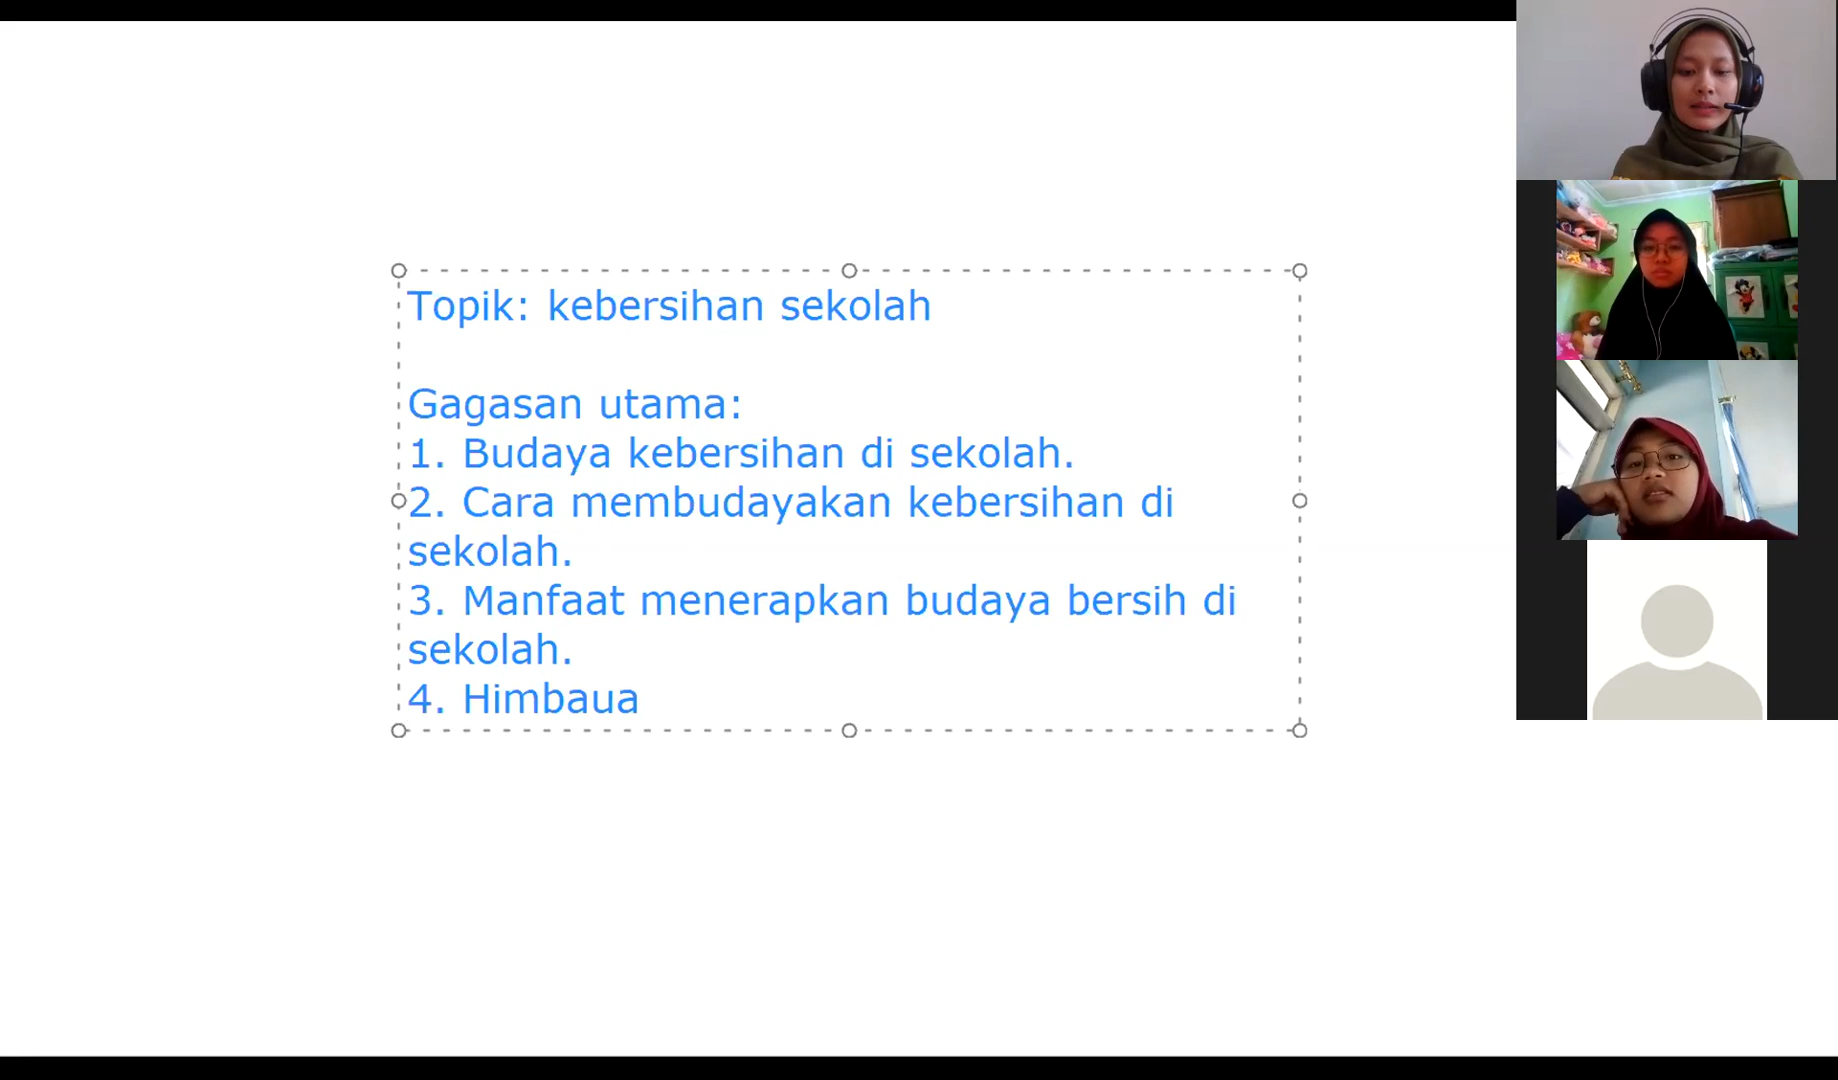 Topik: kebersihan sekolah
Gagasan utama:
1. Budaya kebersihan di sekolah.
2. Cara membudayakan kebersihan di
sekolah.
3. Manfaat menerapkan budaya bersih di
sekolah.
4. Himbaua